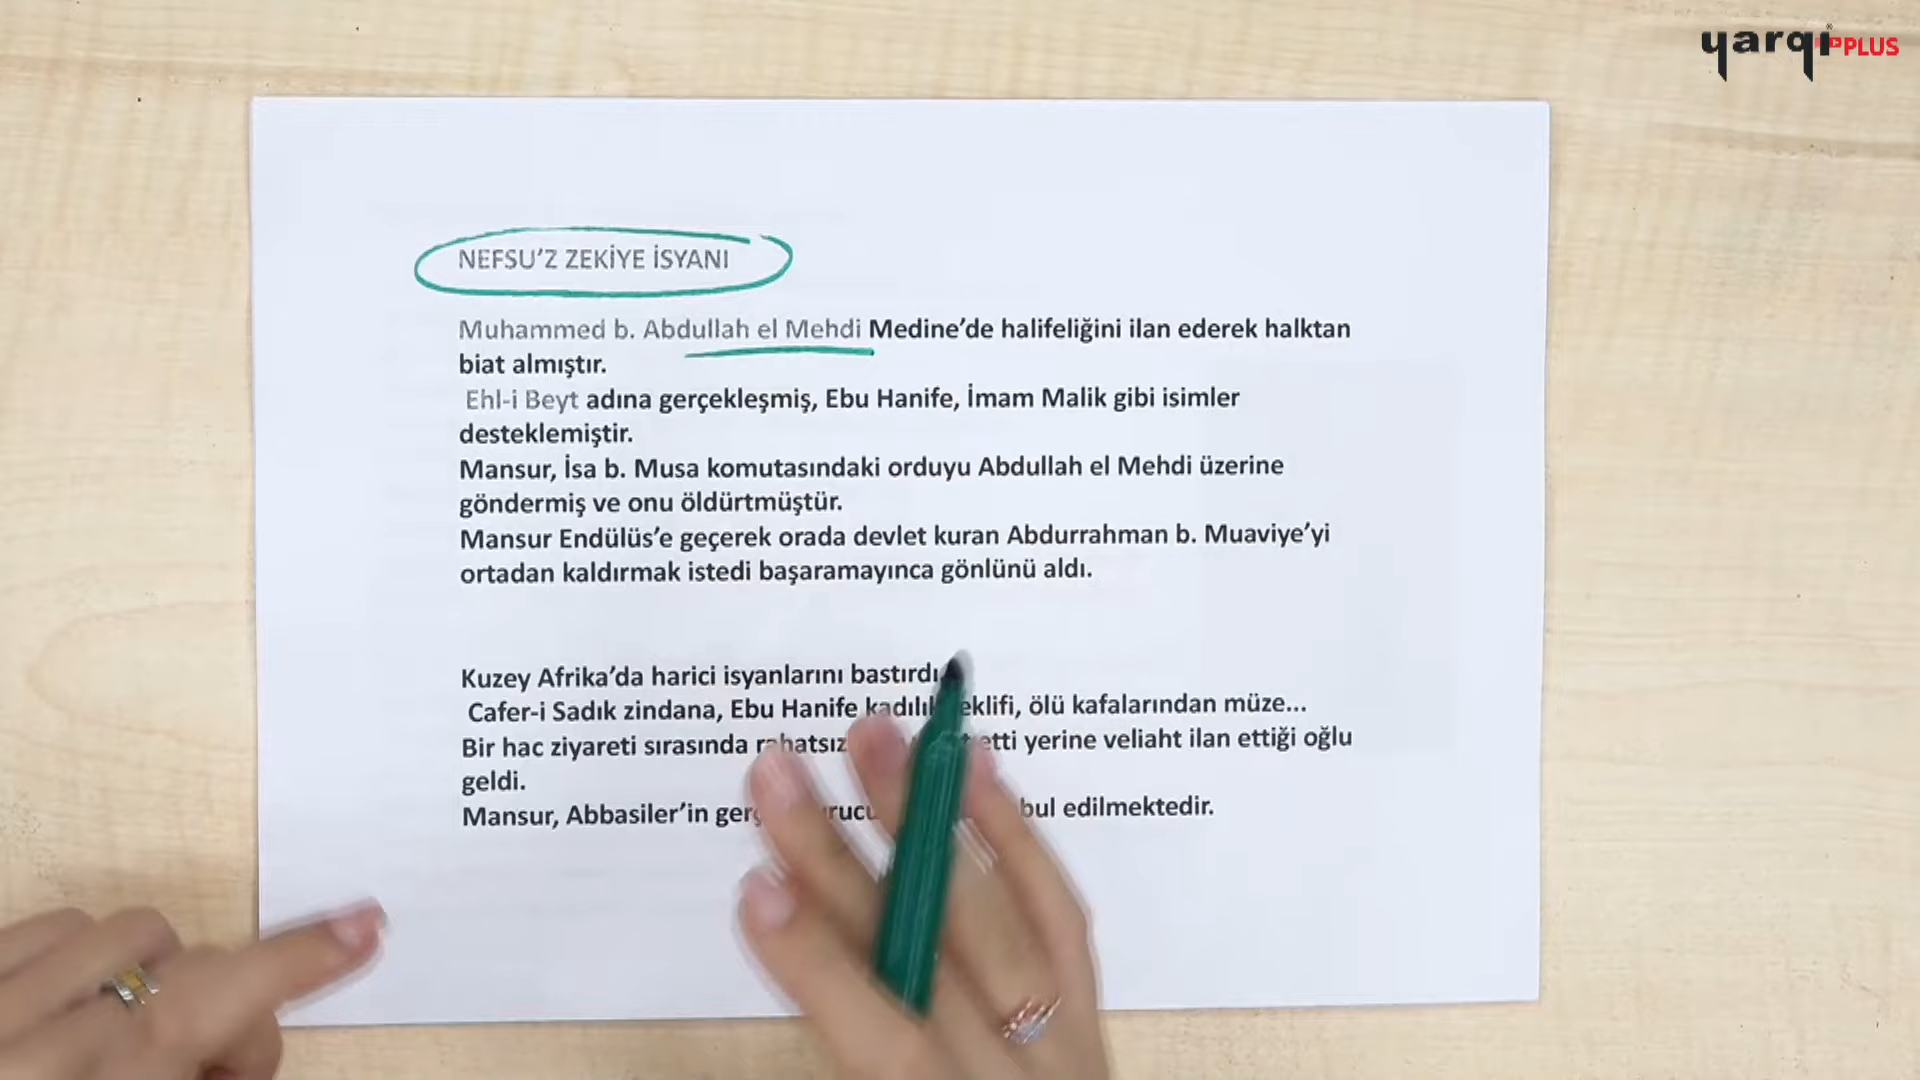 yarqı PLUS
NEFSU’Z ZEKİYE İSYANI
Muhammed b. Abdullah el Mehdi Medine’de halifeliğini ilan ederek halktan
biat almıştır.
Ehl-i Beyt adına gerçekleşmiş, Ebu Hanife, İmam Malik gibi isimler
desteklemiştir.
Mansur, İsa b. Musa komutasındaki orduyu Abdullah el Mehdi üzerine
göndermiş ve onu öldürtmüştür.
Mansur Endülüs’e geçerek orada devlet kuran Abdurrahman b. Muaviye’yi
ortadan kaldırmak istedi başaramayınca gönlünü aldı.
Kuzey Afrika’da harici isyanlarını bastırdı
Cafer-i Sadık zindana, Ebu Hanife kadılık teklifi, ölü kafalarından müze...
Bir hac ziyareti sırasında yerine veliaht ilan ettiği oğlu
geldi.
Mansur, Abbasiler’in edilmektedir.